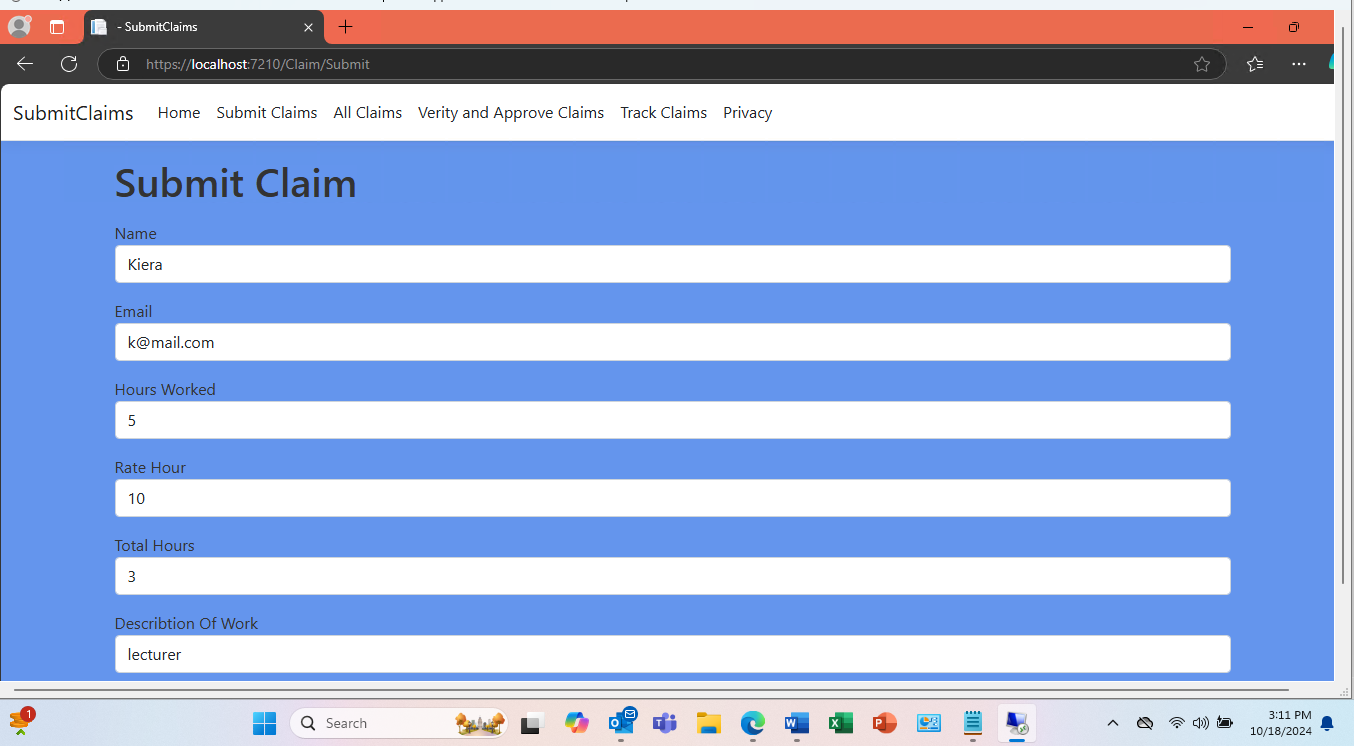 - SubmitClaims
https://localhost:7210/Claim/Submit
SubmitClaims Home Submit Claims All Claims Verity and Approve Claims Track Claims Privacy
Submit Claim
Name
Kiera
Email
k@mail.com
Hours Worked
5
Rate Hour
10
Total Hours
3
Describtion Of Work
lecturer
1
Search
3:11 PM
10/18/2024